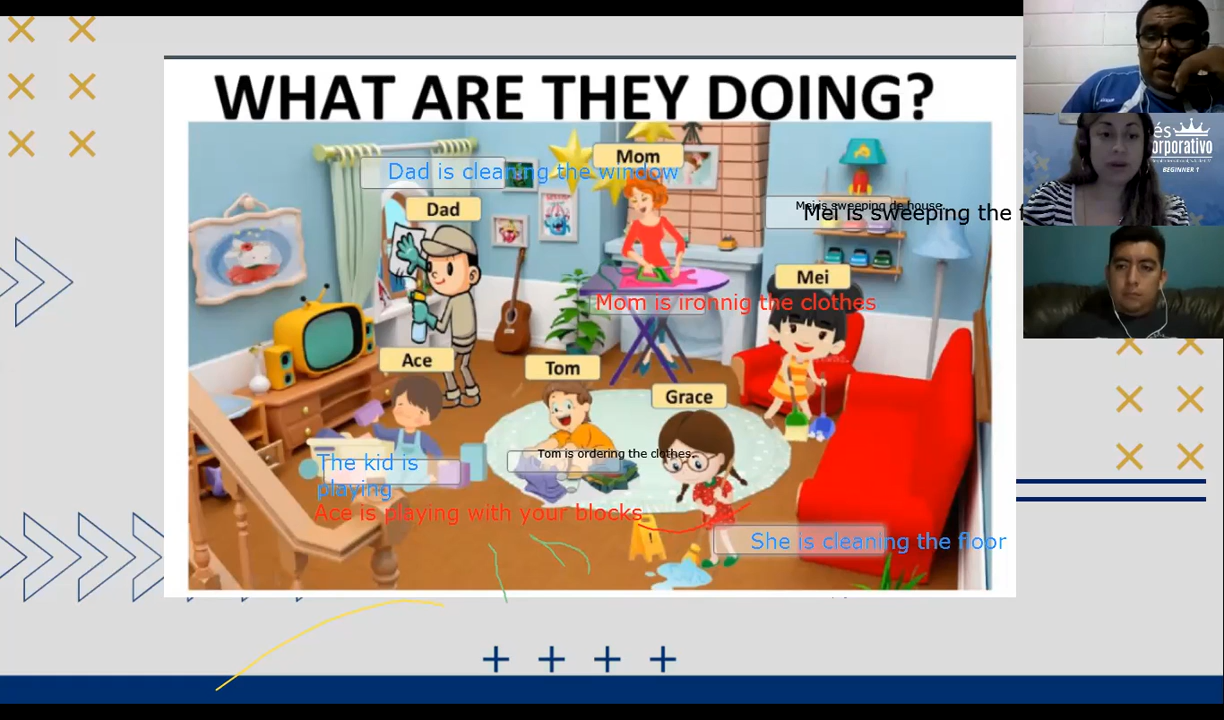 WHAT ARE THEY DOING?
Mom
Dad is cleaning the window
Dad
Mei is sweeping de house.
Mei is sweeping the f
Mei
Mom is ironnig the clothes
Ace
Tom
Grace
Tom is ordering the clothes.
The kid is
playing
Ace is playing with your blocks
She is cleaning the floor
és
orporativo
BEGINNER 1